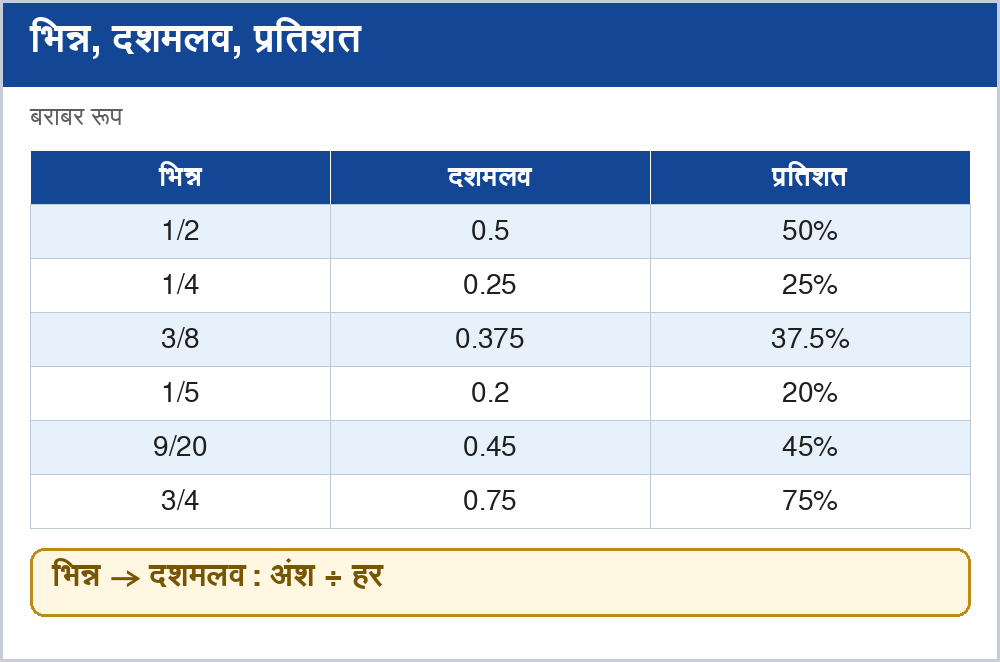 भिन्न, दशमलव, प्रतिशत
बराबर रूप
भिन्न दशमलव प्रतिशत
1/2 0.5 50%
1/4 0.25 25%
3/8 0.375 37.5%
1/5 0.2 20%
9/20 0.45 45%
3/4 0.75 75%
भिन्न → दशमलव : अंश ÷ हर